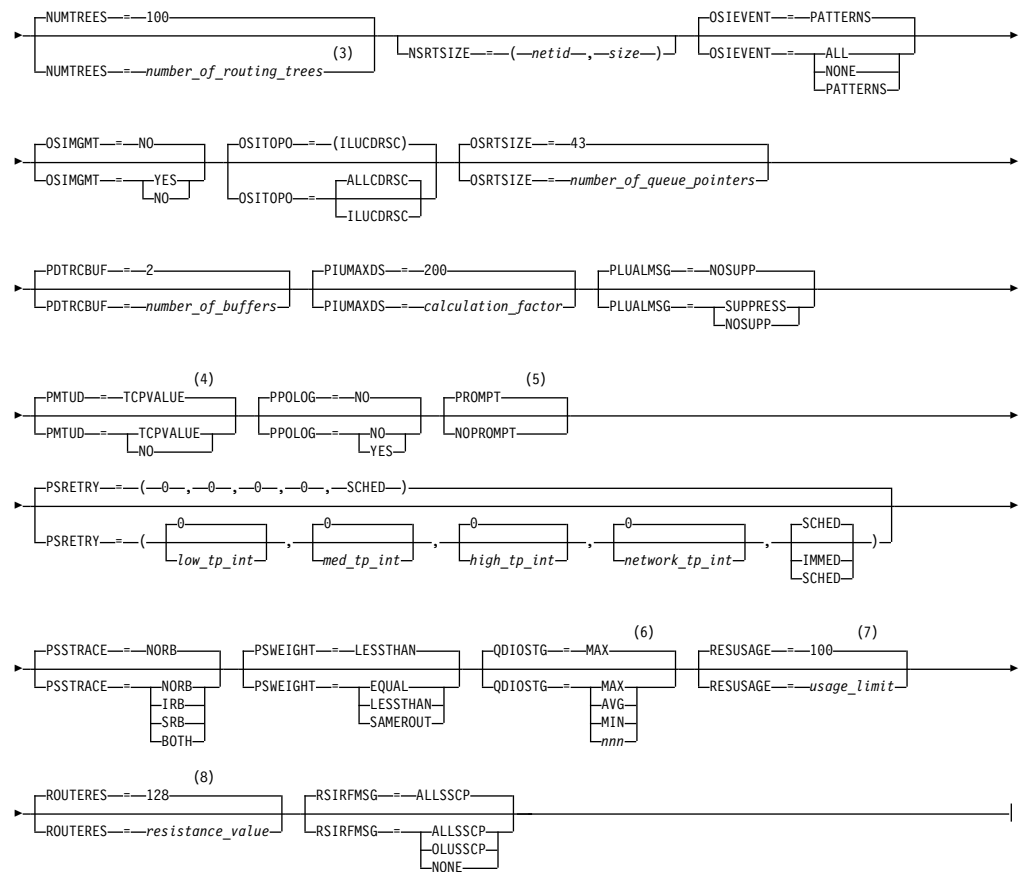 NUMTREES = 100
(3)
NUMTREES = number_of_routing_trees
NSRTSIZE = ( netid , size )
OSIEVENT = PATTERNS
OSIEVENT = ALL
NONE
PATTERNS
OSIMGMT = NO
OSIMGMT = YES
NO
OSITOPO = (ILUCDRSC)
OSITOPO = ALLCDRSC
ILUCDRSC
OSRTSIZE = 43
OSRTSIZE = number_of_queue_pointers
PDTRCBUF = 2
PDTRCBUF = number_of_buffers
PIUMAXDS = 200
PIUMAXDS = calculation_factor
PLUALMSG = NOSUPP
PLUALMSG = SUPPRESS
NOSUPP
(4)
PMTUD = TCPVALUE
PMTUD = TCPVALUE
NO
PPOLOG = NO
PPOLOG = NO
YES
(5)
PROMPT
NOPROMPT
PSRETRY = ( 0 , 0 , 0 , 0 , SCHED )
PSRETRY = ( 0 , 0 , 0 , 0 , SCHED )
low_tp_int med_tp_int high_tp_int network_tp_int IMMED
SCHED
PSSTRACE = NORB
PSSTRACE = NORB
IRB
SRB
BOTH
PSWEIGHT = LESSTHAN
PSWEIGHT = EQUAL
LESSTHAN
SAMEROUT
(6)
QDIOSTG = MAX
QDIOSTG = MAX
AVG
MIN
nnn
(7)
RESUSAGE = 100
RESUSAGE = usage_limit
(8)
ROUTERES = 128
ROUTERES = resistance_value
RSIRFMSG = ALLSSCP
RSIRFMSG = ALLSSCP
OLUSSCP
NONE